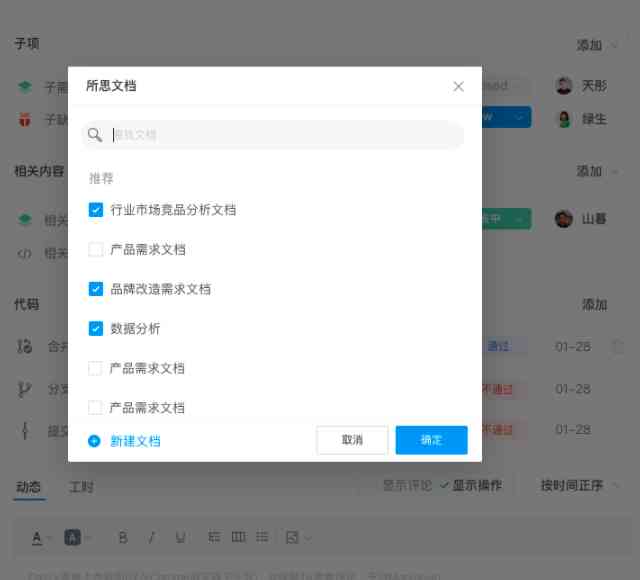 子项
添加
子需
天彤
子缺
绿生
相关内容
添加
相关
山暮
相关
代码
添加
所思文档
查找文档
推荐
行业市场竞品分析文档
产品需求文档
品牌改造需求文档
数据分析
产品需求文档
产品需求文档
新建文档
取消
确定
合并
通过
01-28
分支
不通过
01-28
提交
不通过
01-28
动态
工时
显示评论
显示操作
按时间正序
A
A
B
I
U